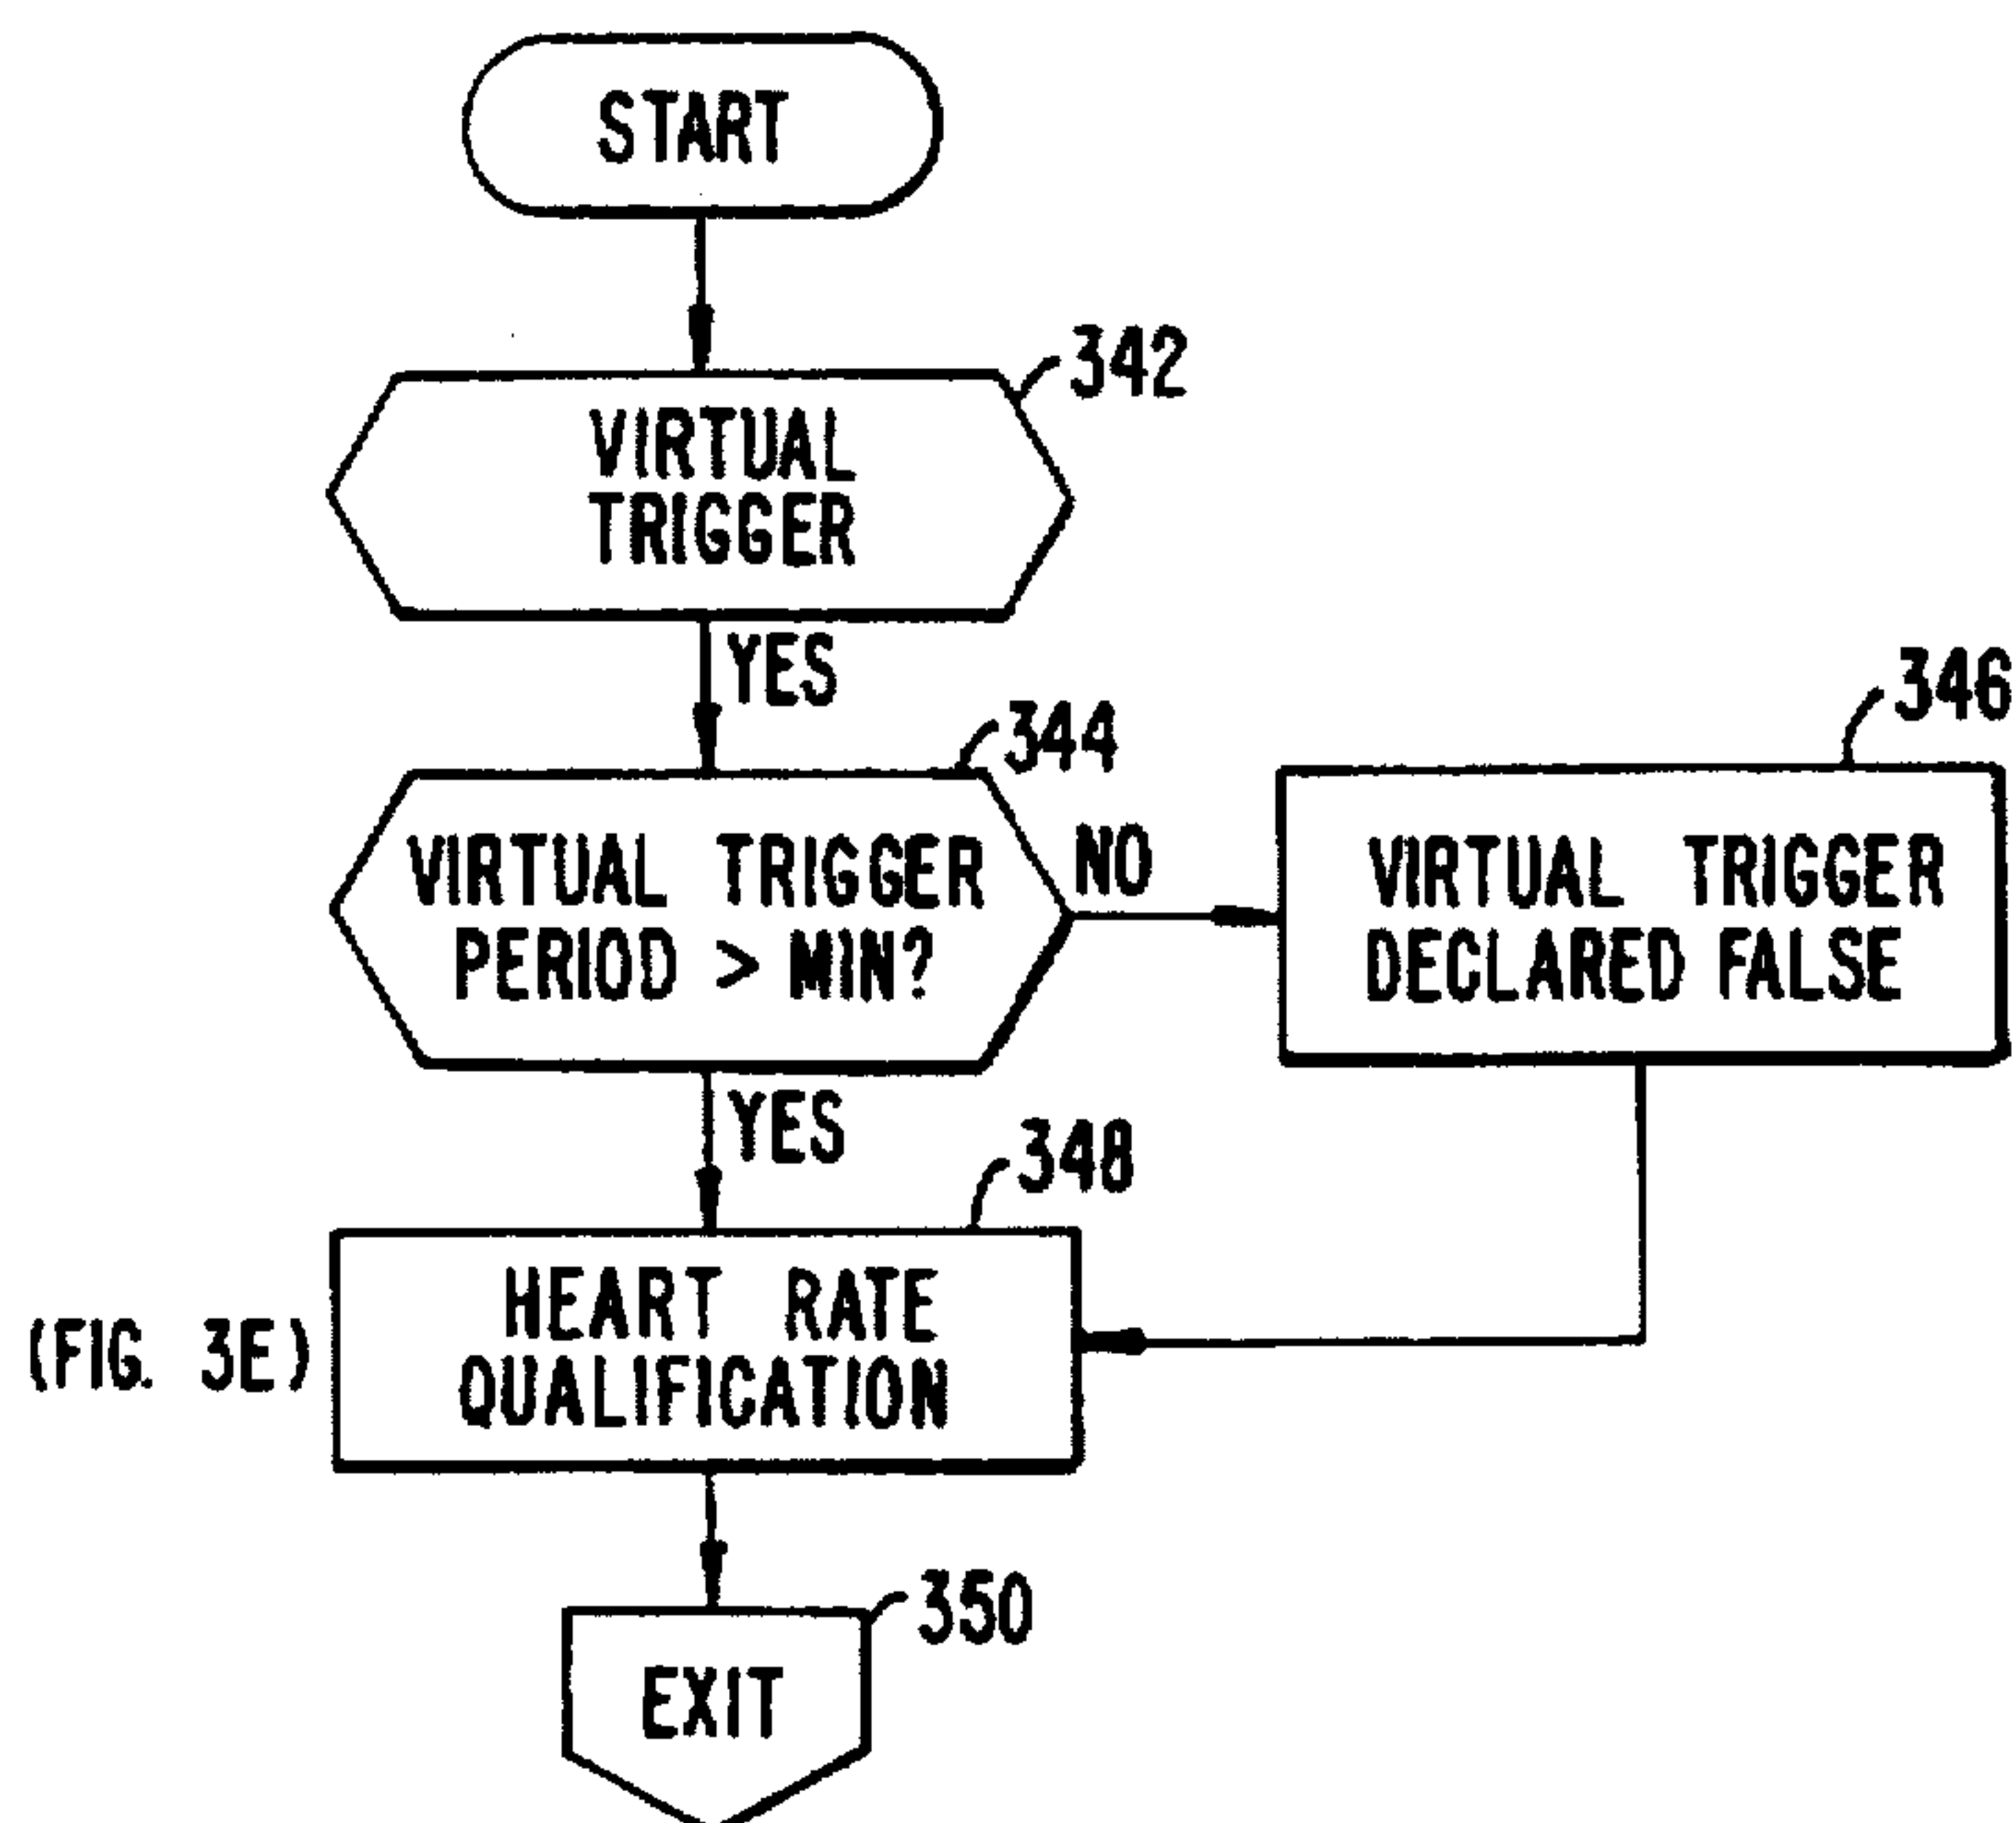 START
342
VIRTUAL
TRIGGER
YES
344
346
VIRTUAL TRIGGER
PERIOD > MIN?
NO
VIRTUAL TRIGGER
DECLARED FALSE
YES
348
HEART RATE
QUALIFICATION
(FIG. 3E)
350
EXIT